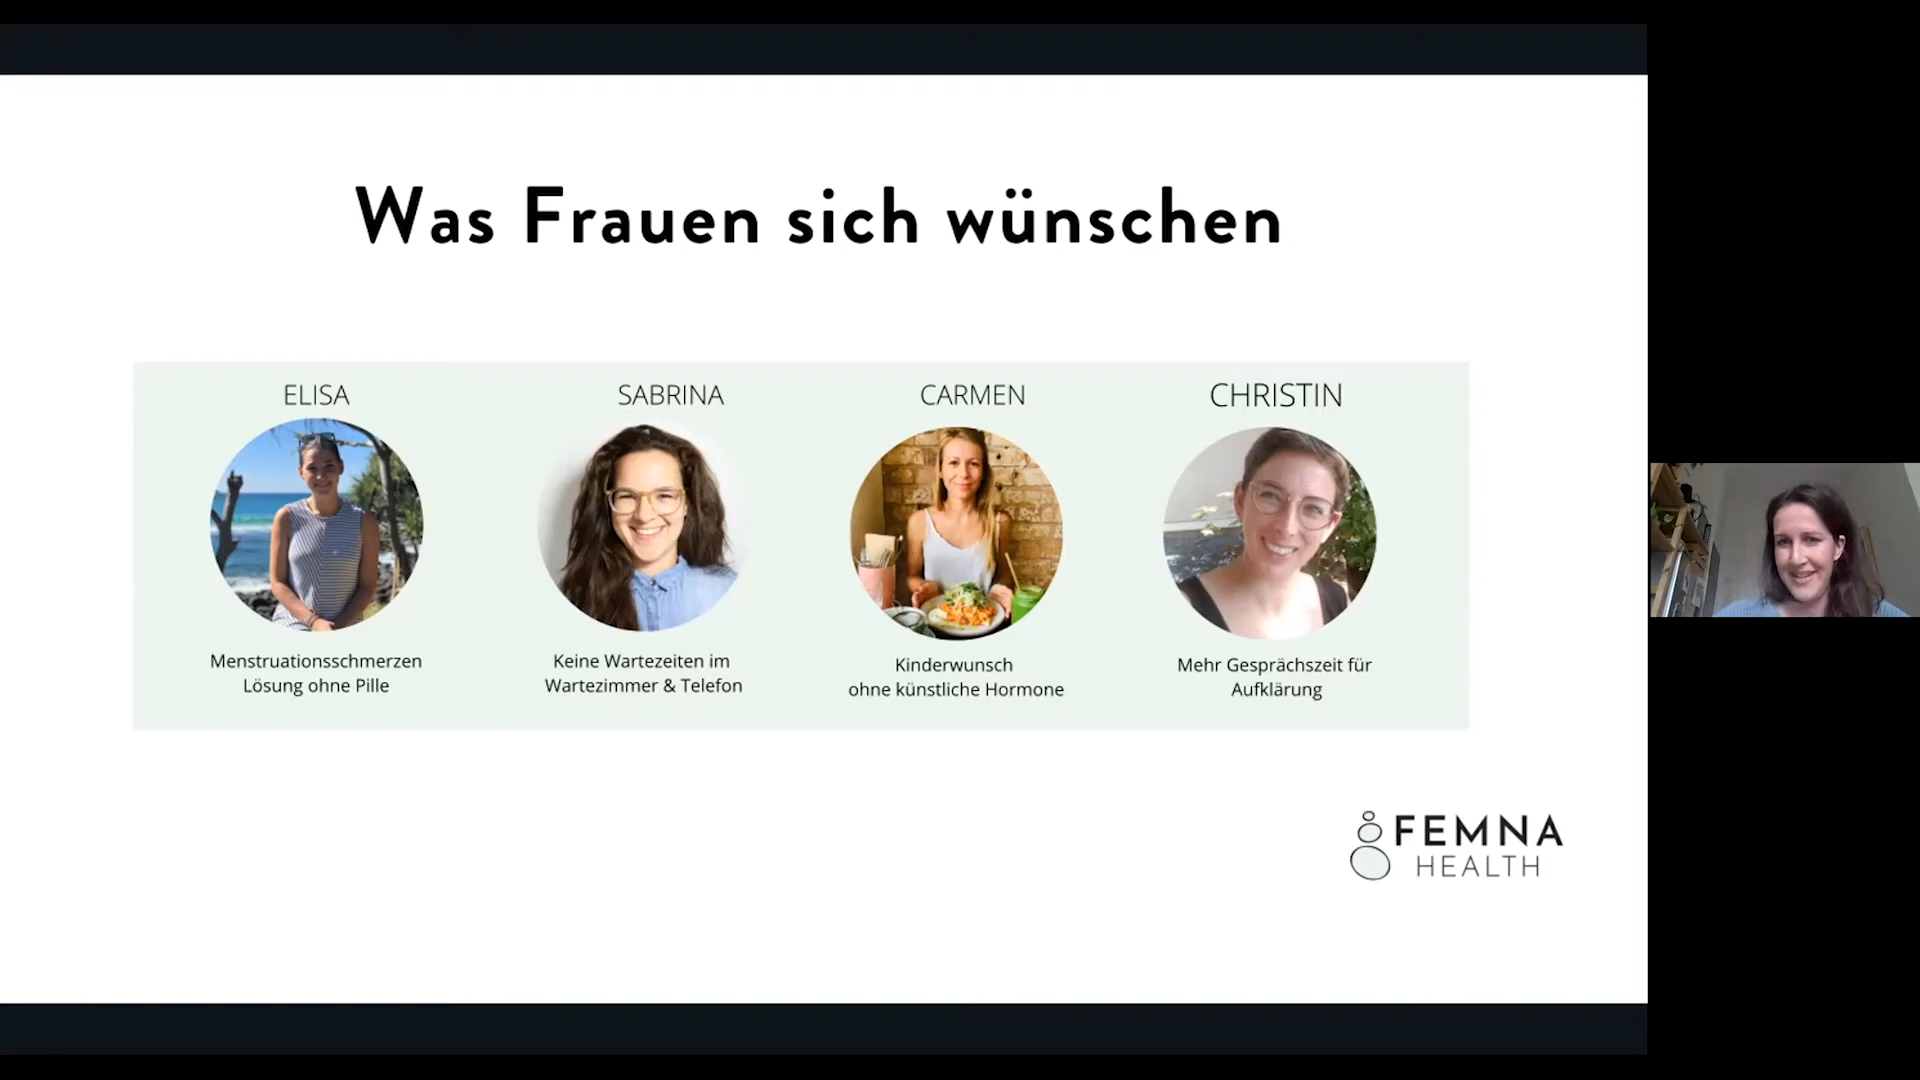 Was Frauen sich wünschen
ELISA
Menstruationsschmerzen
Lösung ohne Pille
SABRINA
Keine Wartezeiten im
Wartezimmer & Telefon
CARMEN
Kinderwunsch
ohne künstliche Hormone
CHRISTIN
Mehr Gesprächszeit für
Aufklärung
FEMNA
HEALTH